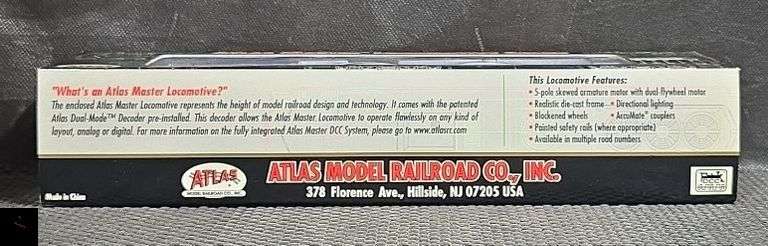 "What's an Atlas Master Locomotive?"
The enclosed Atlas Master Locomotive represents the height of model railroad design and technology. It comes with the patented
Atlas Dual-Mode™ Decoder pre-installed. This decoder allows the Atlas Master Locomotive to operate flawlessly on any kind of
layout, analog or digital. For more information on the fully integrated Atlas Master DCC System, please go to www.atlasrr.com
This Locomotive Features:
• 5-pole skewed armature motor with dual-flywheel motor
• Realistic die-cast frame • Directional lighting
• Blackened wheels • AccuMate® couplers
• Painted safety rails (where appropriate)
• Available in multiple road numbers
ATLAS
MODEL RAILROAD CO., INC.
ATLAS MODEL RAILROAD CO., INC.
378 Florence Ave., Hillside, NJ 07205 USA
Made in China